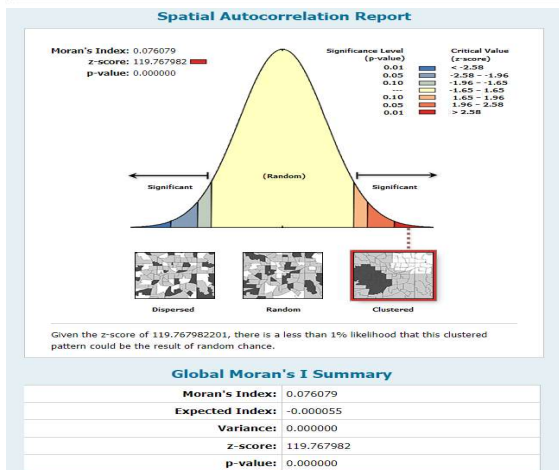 Spatial Autocorrelation Report
Moran's Index: 0.076079
z-score: 119.767982
p-value: 0.000000
Significance Level (p-value)
Critical Value (z-score)
0.01 < -2.58
0.05 -2.58 – -1.96
0.10 -1.96 – -1.65
--- -1.65 – 1.65
0.10 1.65 – 1.96
0.05 1.96 – 2.58
0.01 > 2.58
(Random)
Significant Significant
Dispersed Random Clustered
Given the z-score of 119.767982201, there is a less than 1% likelihood that this clustered
pattern could be the result of random chance.
Global Moran's I Summary
Moran's Index: 0.076079
Expected Index: -0.000055
Variance: 0.000000
z-score: 119.767982
p-value: 0.000000